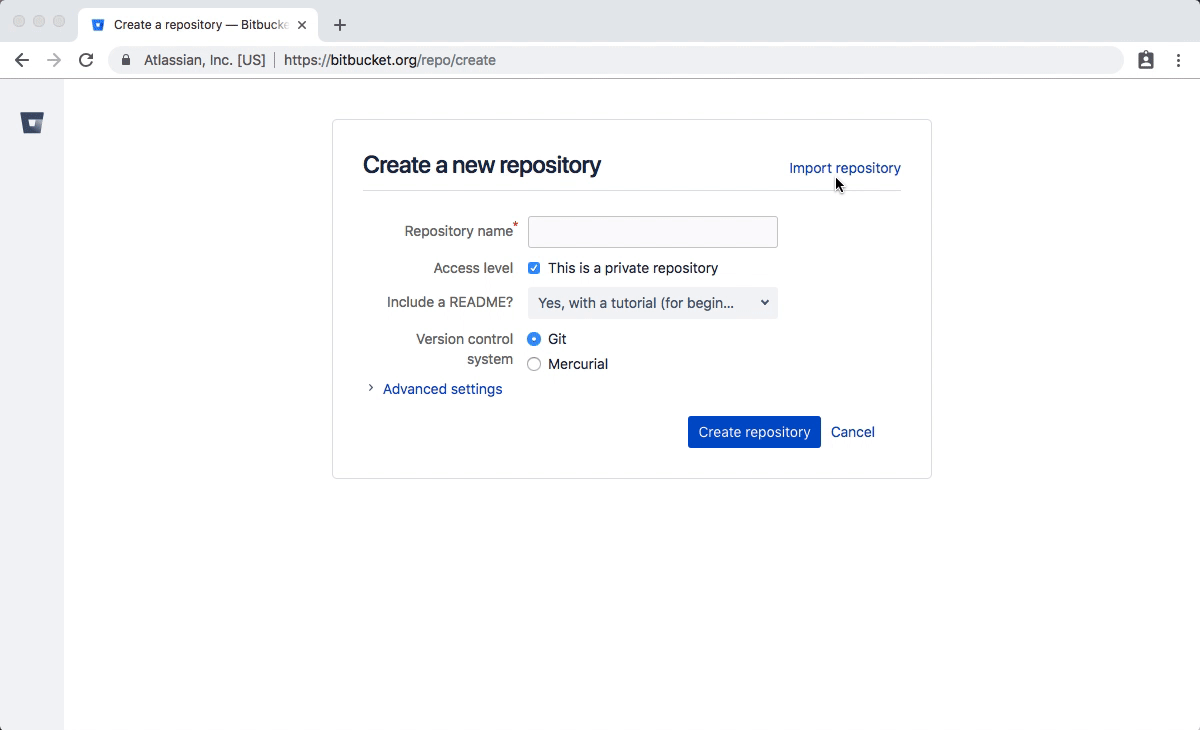 Create a repository — Bitbucke
Atlassian, Inc. [US] | https://bitbucket.org/repo/create
Create a new repository
Import repository
Repository name*
Access level This is a private repository
Include a README? Yes, with a tutorial (for begin...
Version control system
Git
Mercurial
Advanced settings
Create repository Cancel